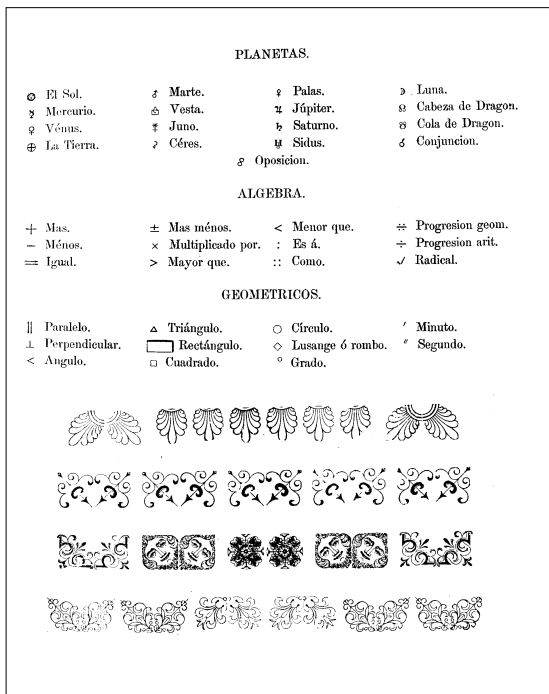 PLANETAS.
☉ El Sol. ♂ Marte. ⚴ Palas. ☽ Luna.
☿ Mercurio. ⚶ Vesta. ♃ Júpiter. ☊ Cabeza de Dragon.
♀ Vénus. ⚵ Juno. ♄ Saturno. ☋ Cola de Dragon.
⊕ La Tierra. ⚳ Céres. ♅ Sidus. ☌ Conjuncion.
☍ Oposicion.
ALGEBRA.
+ Mas. ± Mas ménos. < Menor que. ÷÷ Progresion geom.
− Ménos. × Multiplicado por. : Es á. ÷ Progresion arit.
= Igual. > Mayor que. :: Como. √ Radical.
GEOMETRICOS.
|| Paralelo. △ Triángulo. ○ Círculo. ′ Minuto.
⊥ Perpendicular. ▭ Rectángulo. ◇ Lusange ó rombo. ″ Segundo.
< Angulo. □ Cuadrado. ° Grado.